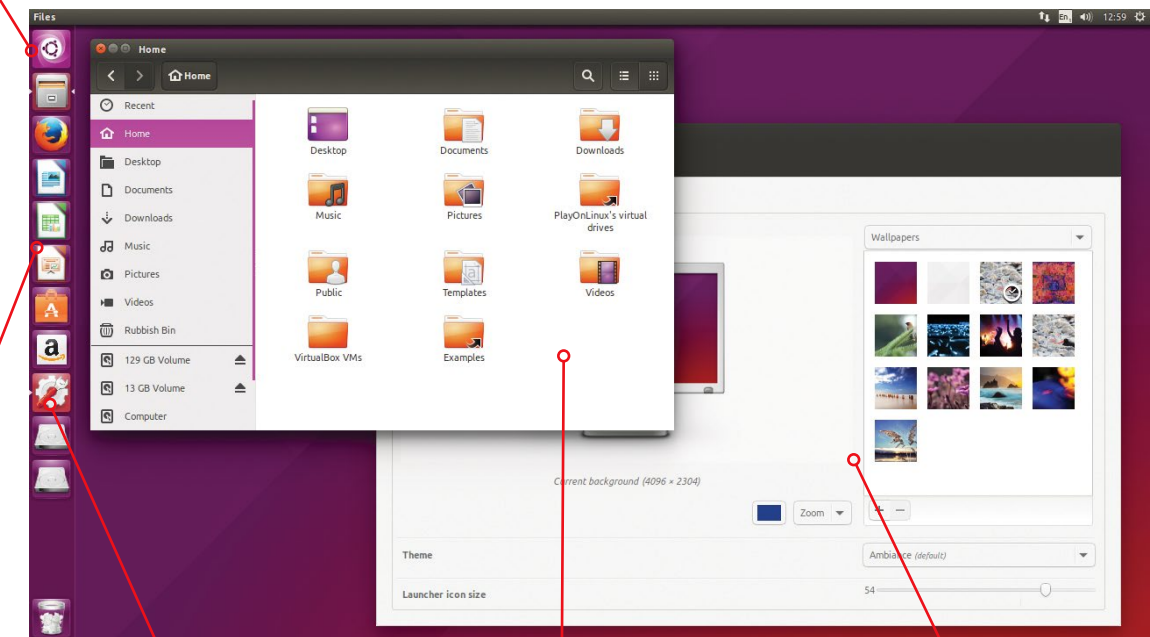 Files
En
12:59
Home
Home
Recent
Home
Desktop
Documents
Downloads
Music
Pictures
Videos
Rubbish Bin
129 GB Volume
13 GB Volume
Computer
Desktop
Documents
Downloads
Music
Pictures
PlayOnLinux's virtual
drives
Public
Templates
Videos
VirtualBox VMs
Examples
Wallpapers
Current background (4096 × 2304)
Zoom
Theme
Ambiance (default)
Launcher icon size
54